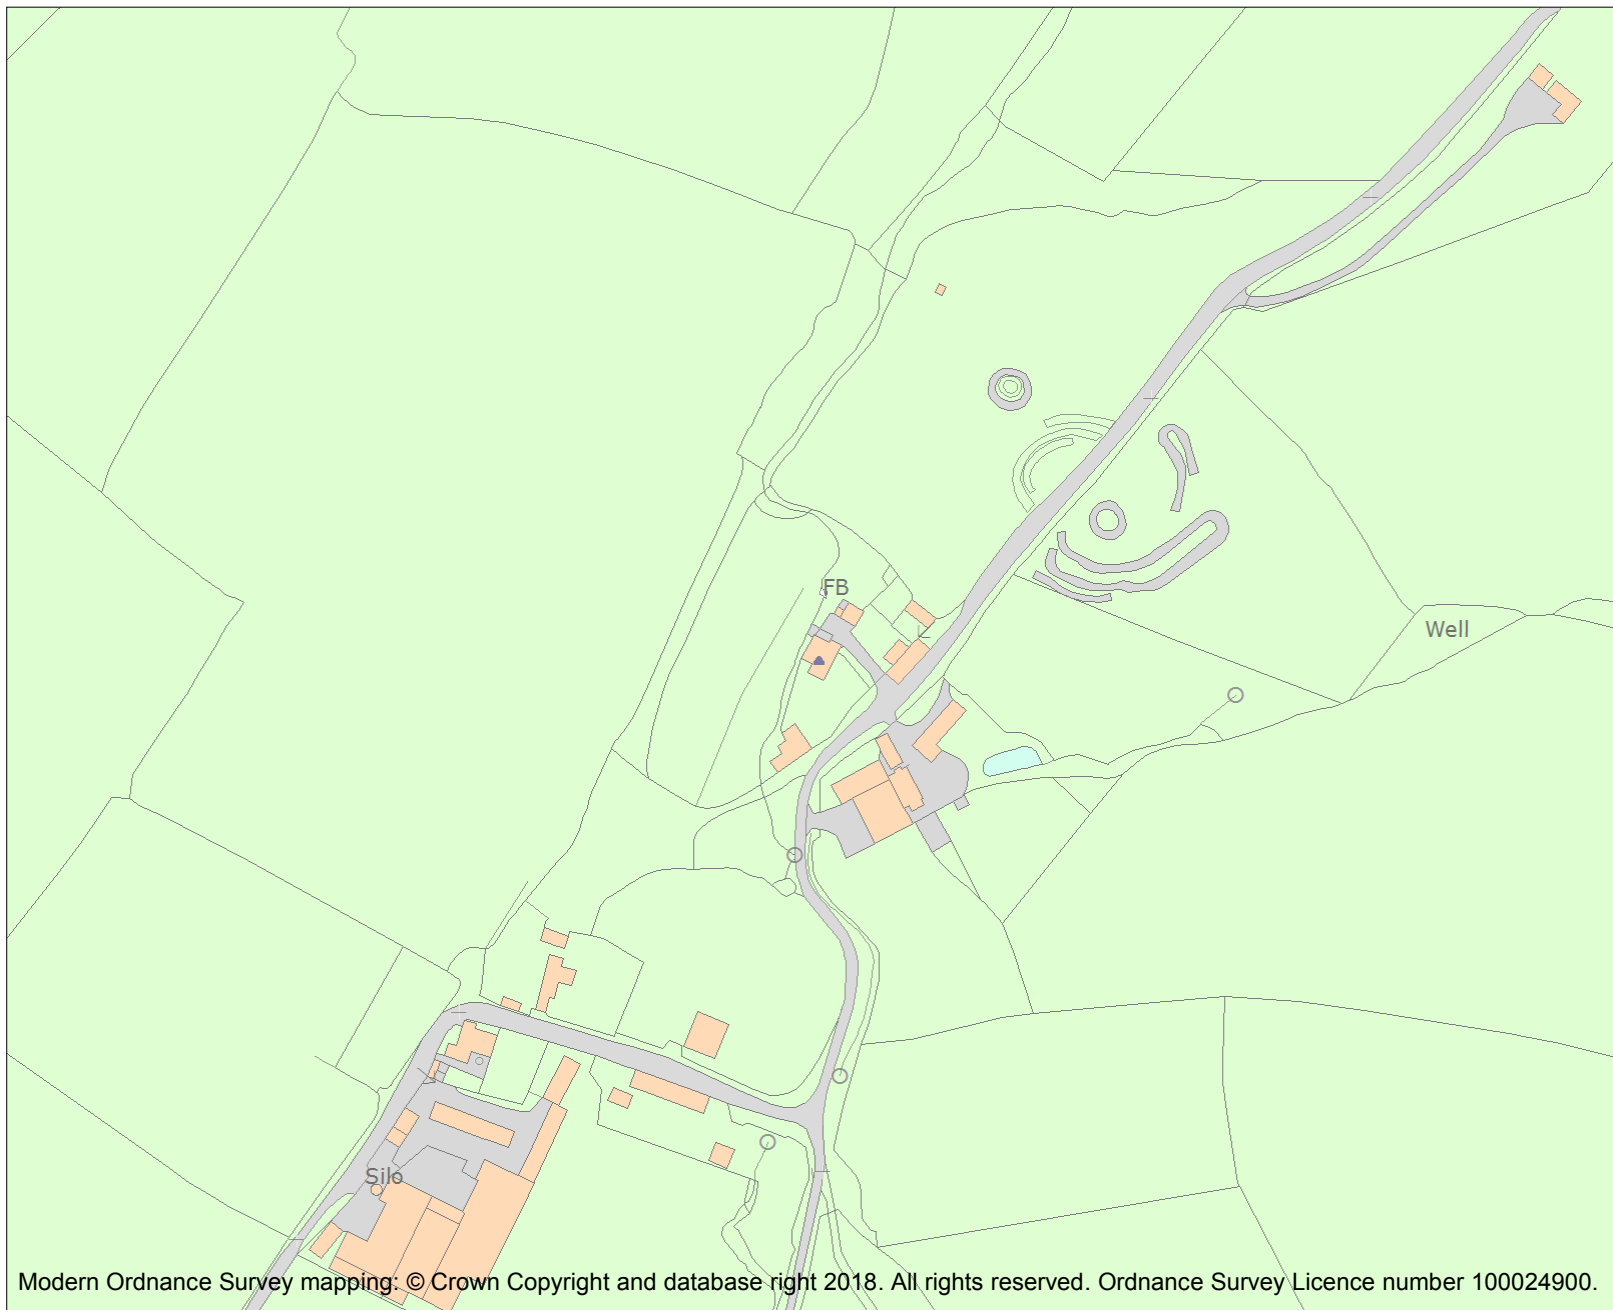 FB
Well
Silo
Modern Ordnance Survey mapping: © Crown Copyright and database right 2018. All rights reserved. Ordnance Survey Licence number 100024900.